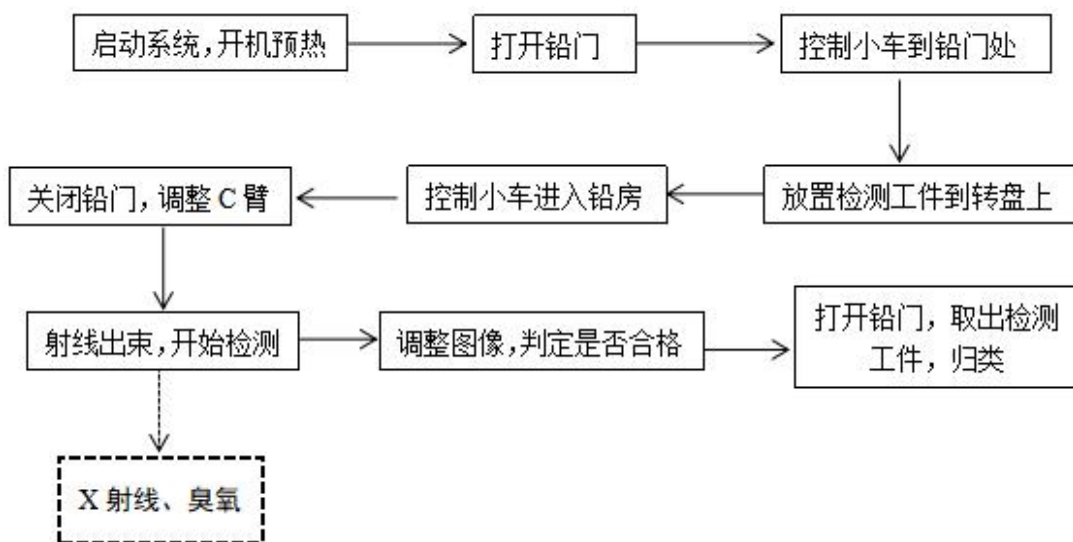 启动系统，开机预热
打开铅门
控制小车到铅门处
放置检测工件到转盘上
控制小车进入铅房
关闭铅门，调整 C 臂
射线出束，开始检测
调整图像，判定是否合格
打开铅门，取出检测
工件，归类
X 射线、臭氧